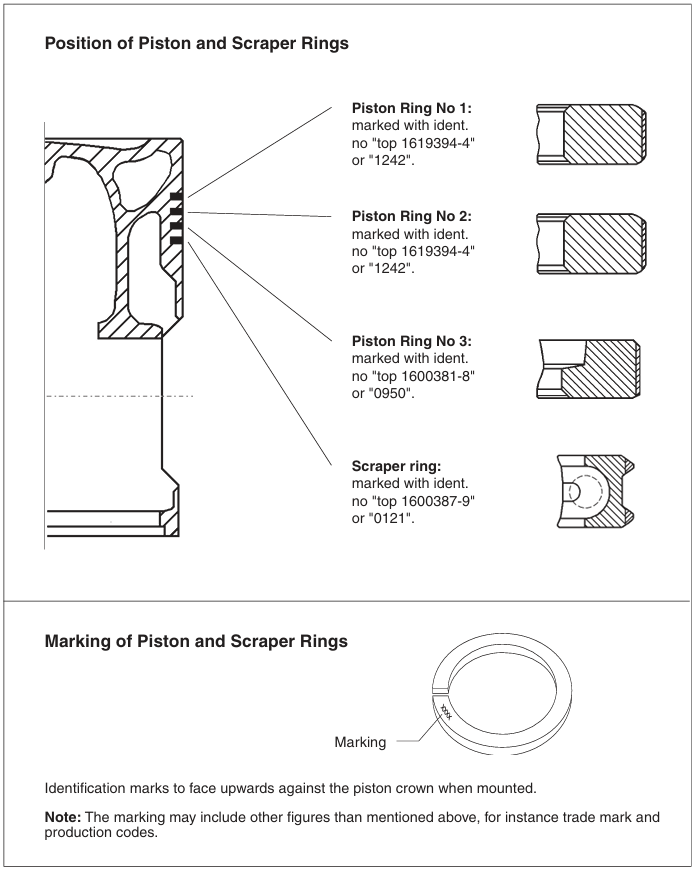 Position of Piston and Scraper Rings
Piston Ring No 1:
marked with ident.
no "top 1619394-4"
or "1242".
Piston Ring No 2:
marked with ident.
no "top 1619394-4"
or "1242".
Piston Ring No 3:
marked with ident.
no "top 1600381-8"
or "0950".
Scraper ring:
marked with ident.
no "top 1600387-9"
or "0121".
Marking of Piston and Scraper Rings
xxxx
Marking
Identification marks to face upwards against the piston crown when mounted.
Note: The marking may include other figures than mentioned above, for instance trade mark and
production codes.